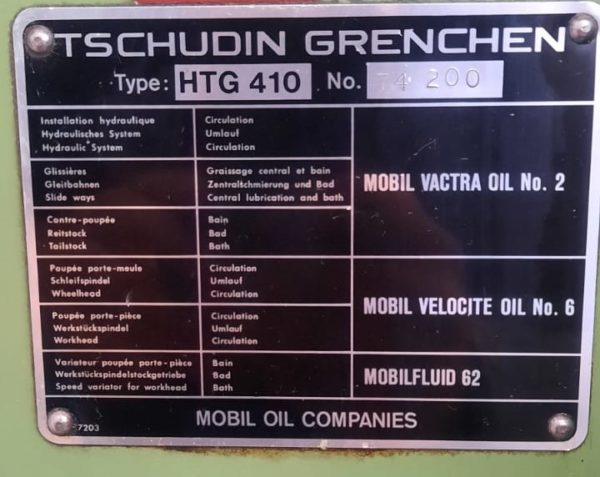 TSCHUDIN GRENCHEN
Type: HTG 410 No. 74 200
Installation hydraulique
Hydraulisches System
Hydraulic System
Circulation
Umlauf
Circulation
Glissières
Gleitbahnen
Slide ways
Graissage central et bain
Zentralschmierung und Bad
Central lubrication and bath
Contre-poupée
Reitstock
Tailstock
Bain
Bad
Bath
MOBIL VACTRA OIL No. 2
Poupée porte-meule
Schleifspindel
Wheelhead
Circulation
Umlauf
Circulation
Poupée porte-pièce
Werkstückspindel
Workhead
Circulation
Umlauf
Circulation
MOBIL VELOCITE OIL No. 6
Variateur poupée porte-pièce
Werkstückspindelstockgetriebe
Speed variator for workhead
Bain
Bad
Bath
MOBILFLUID 62
MOBIL OIL COMPANIES
7203